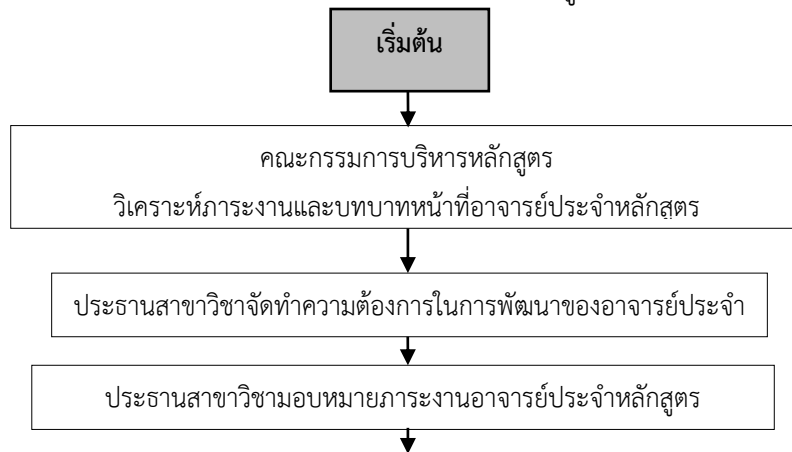 เริ่มต้น
คณะกรรมการบริหารหลักสูตร
วิเคราะห์ภาระงานและบทบาทหน้าที่อาจารย์ประจำหลักสูตร
ประธานสาขาวิชาจัดทำความต้องการในการพัฒนาของอาจารย์ประจำ
ประธานสาขาวิชามอบหมายภาระงานอาจารย์ประจำหลักสูตร